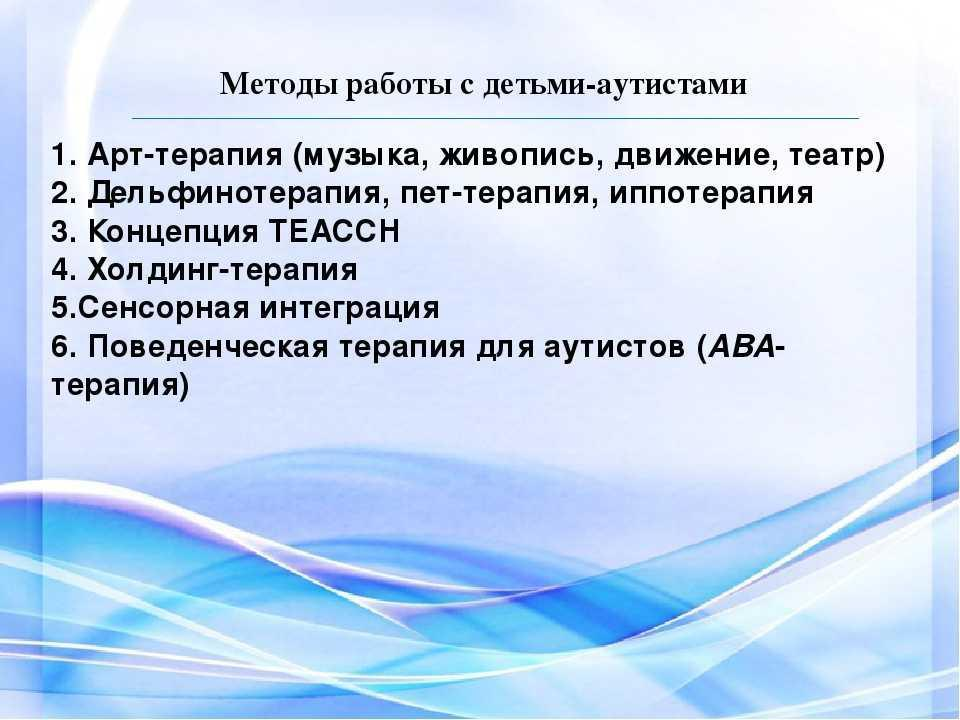 Методы работы с детьми-аутистами
1. Арт-терапия (музыка, живопись, движение, театр)
2. Дельфинотерапия, пет-терапия, иппотерапия
3. Концепция ТЕАССН
4. Холдинг-терапия
5.Сенсорная интеграция
6. Поведенческая терапия для аутистов (АВА-
терапия)